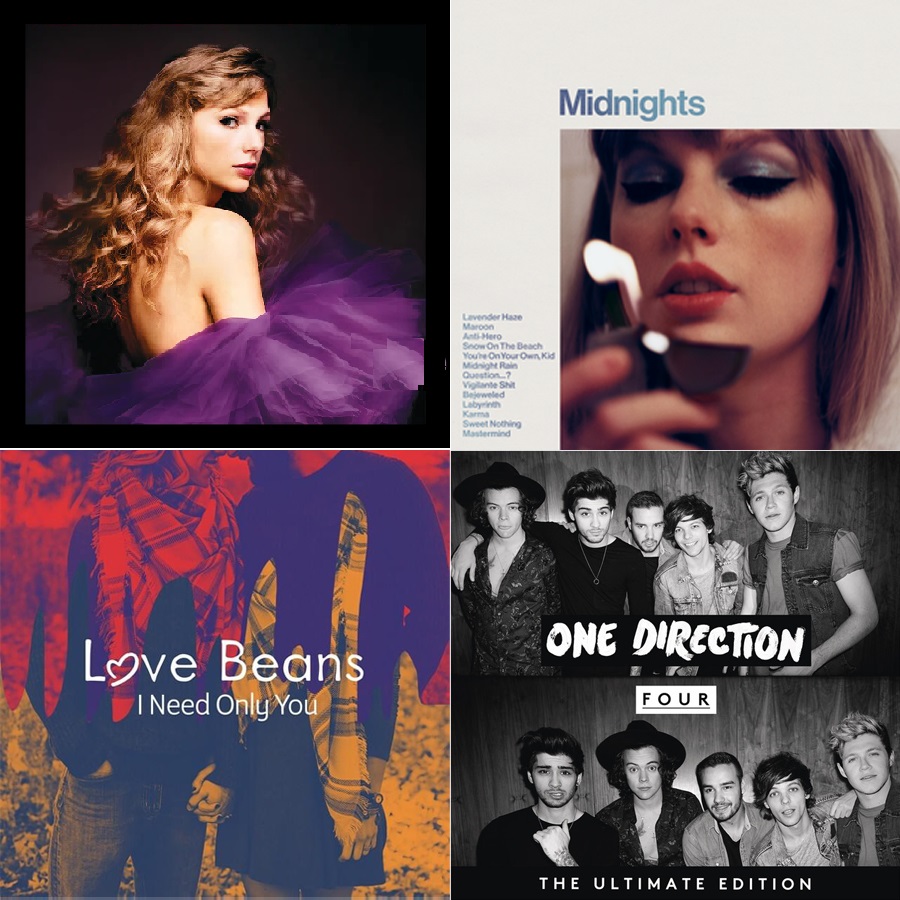 Midnights
Lavender Haze
Maroon
Anti-Hero
Snow On The Beach
You're On Your Own, Kid
Midnight Rain
Question...?
Vigilante Shit
Bejeweled
Labyrinth
Karma
Sweet Nothing
Mastermind
Love Beans
I Need Only You
ONE DIRECTION
FOUR
THE ULTIMATE EDITION